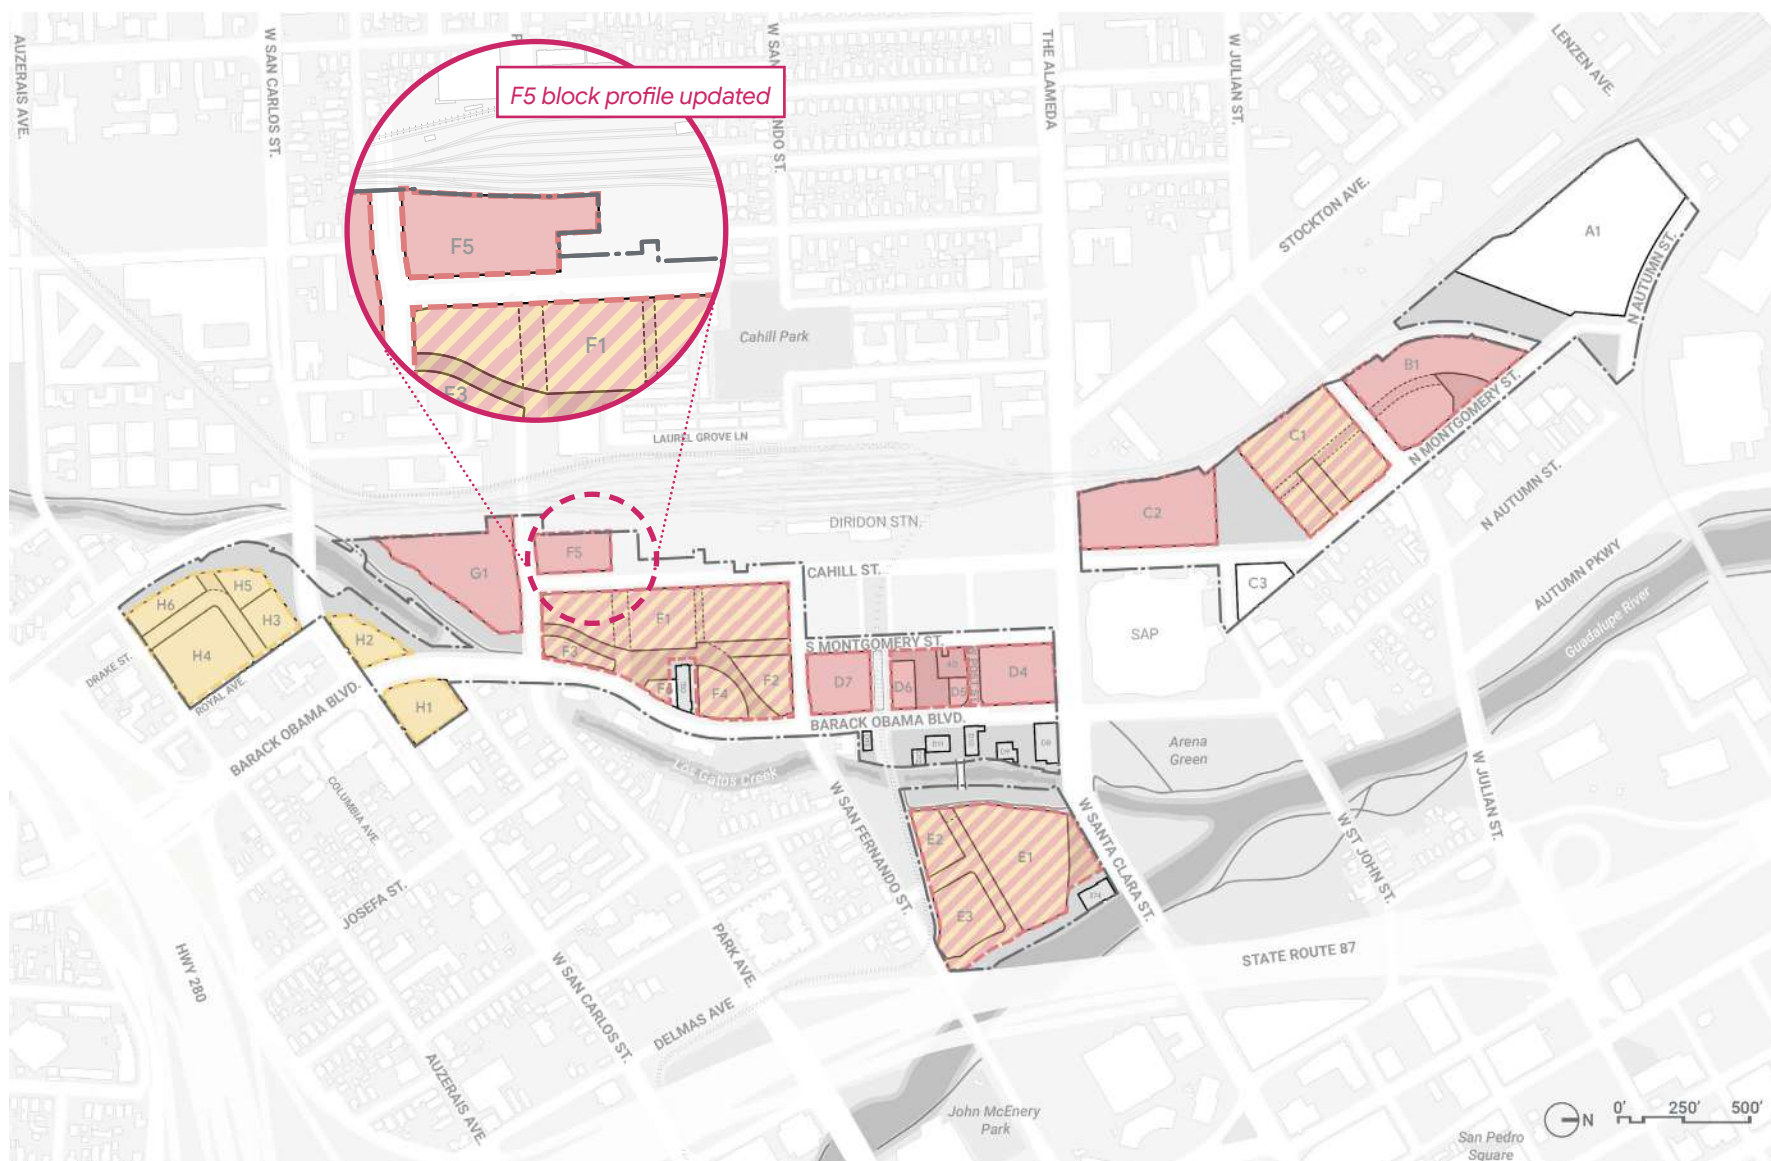 AUZERAIS AVE.
W SAN CARLOS ST.
W SAN
NDO ST.
THE ALAMEDA
W JULIAN ST.
LENZEN AVE.
F5 block profile updated
STOCKTON AVE.
A1
N AUTUMN ST.
F5
F1
F3
Cahill Park
B1
N MONTGOMERY ST.
C1
LAUREL GROVE LN
N AUTUMN ST.
C2
DIRIDON STN.
F5
G1
CAHILL ST.
C3
AUTUMN PKWY
Guadalupe River
H5
H6
H3
H4
H2
H1
DRAKE ST.
ROYAL AVE
BARACK OBAMA BLVD.
F1
F3
F2
F4
F6
S MONTGOMERY ST.
SAP
D7
D6
D5
D4
BARACK OBAMA BLVD.
D8
Arena
Green
Los Gatos Creek
COLUMBIA AVE
W SAN FERNANDO ST.
W SANTA CLARA ST.
W ST JOHN ST.
W JULIAN ST.
E2
E1
E3
JOSEFA ST.
HWY 280
PARK AVE.
W SAN CARLOS ST.
DELMAS AVE
STATE ROUTE 87
AUZERAIS AVE.
John McEnery
Park
San Pedro
Square
N
0' 250' 500'